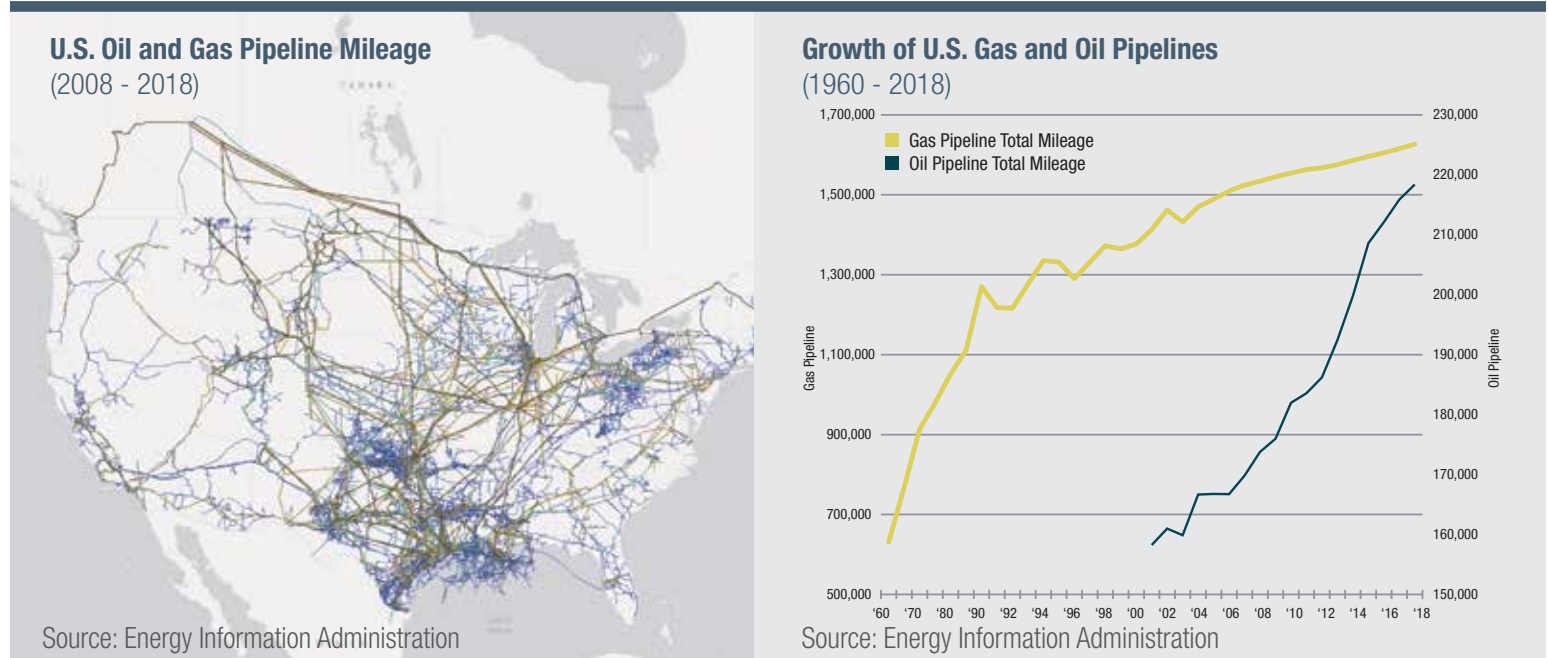 U.S. Oil and Gas Pipeline Mileage
(2008 - 2018)
CANADA
Source: Energy Information Administration
Growth of U.S. Gas and Oil Pipelines
(1960 - 2018)
Gas Pipeline Total Mileage
Oil Pipeline Total Mileage
1,700,000
1,500,000
1,300,000
1,100,000
900,000
700,000
500,000
Gas Pipeline
230,000
220,000
210,000
200,000
190,000
180,000
170,000
160,000
150,000
Oil Pipeline
‘60 ‘70 ‘80 ‘90 ‘92 ‘94 ‘96 ‘98 ‘00 ‘02 ‘04 ‘06 ‘08 ‘10 ‘12 ‘14 ‘16 ‘18
Source: Energy Information Administration